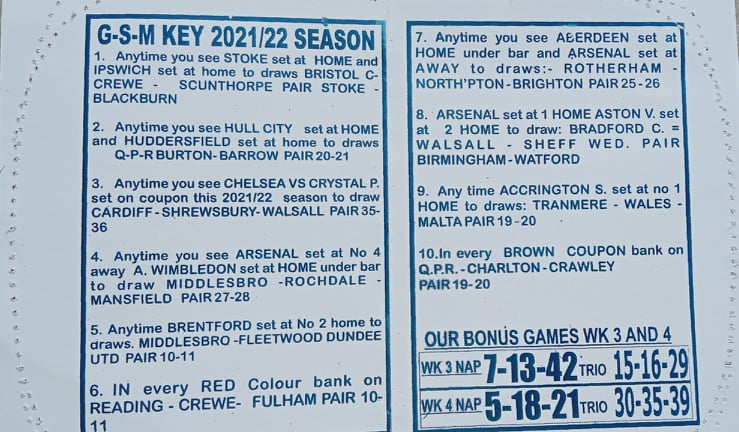 G-S-M KEY 2021/22 SEASON
1. Anytime you see STOKE set at HOME and
IPSWICH set at home to draws BRISTOL C-
CREWE - SCUNTHORPE PAIR STOKE -
BLACKBURN
2. Anytime you see HULL CITY set at HOME
and HUDDERSFIELD set at home to draws
Q-P-R BURTON-BARROW PAIR 20-21
3. Anytime you see CHELSEA VS CRYSTAL P.
set on coupon this 2021/22 season to draw
CARDIFF-SHREWSBURY-WALSALL PAIR 35-
36
4. Anytime you see ARSENAL set at No 4
away A. WIMBLEDON set at HOME under bar
to draw MIDDLESBRO -ROCHDALE -
MANSFIELD PAIR 27-28
5. Anytime BRENTFORD set at No 2 home to
draws. MIDDLESBRO -FLEETWOOD DUNDEE
UTD PAIR 10-11
6. IN every RED Colour bank on
READING - CREWE- FULHAM PAIR 10-
11
7. Anytime you see ABERDEEN set at
HOME under bar and ARSENAL set at
AWAY to draws:- ROTHERHAM -
NORTH'PTON-BRIGHTON PAIR 25-26
8. ARSENAL set at 1 HOME ASTON V. set
at 2 HOME to draw: BRADFORD C. =
WALSALL - SHEFF WED. PAIR
BIRMINGHAM-WATFORD
9. Any time ACCRINGTON S. set at no 1
HOME to draws: TRANMERE - WALES -
MALTA PAIR 19-20
10.In every BROWN COUPON bank on
Q.P.R.-CHARLTON-CRAWLEY
PAIR 19-20
OUR BONUS GAMES WK 3 AND 4
WK 3 NAP 7-13-42 TRIO 15-16-29
WK 4 NAP 5-18-21 TRIO 30-35-39